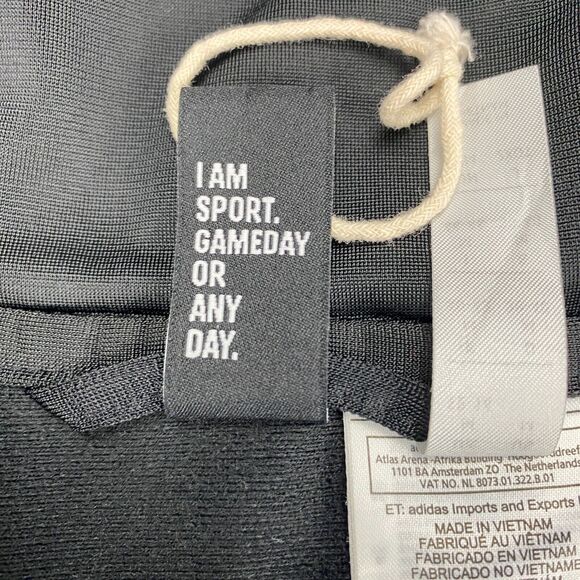 I AM
SPORT.
GAMEDAY
OR
ANY
DAY.
Atlas Arena-Afrika Building
1101 BA Amsterdam ZO The Netherlands
VAT NO. NL 8073.01.322.B.01
ET: adidas Imports and Exports
MADE IN VIETNAM
FABRIQUÉ AU VIETNAM
FABRICADO EN VIETNAM
FABRICADO NO VIETNAME